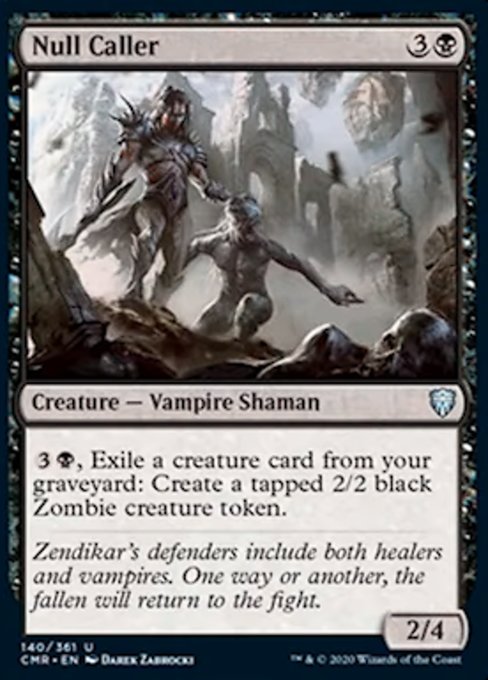 Null Caller 3
Creature — Vampire Shaman
3, Exile a creature card from your
graveyard: Create a tapped 2/2 black
Zombie creature token.
Zendikar's defenders include both healers
and vampires. One way or another, the
fallen will return to the fight.
2/4
140/361 U
CMR • EN Darek Zabrocki
™ & © 2020 Wizards of the Coast